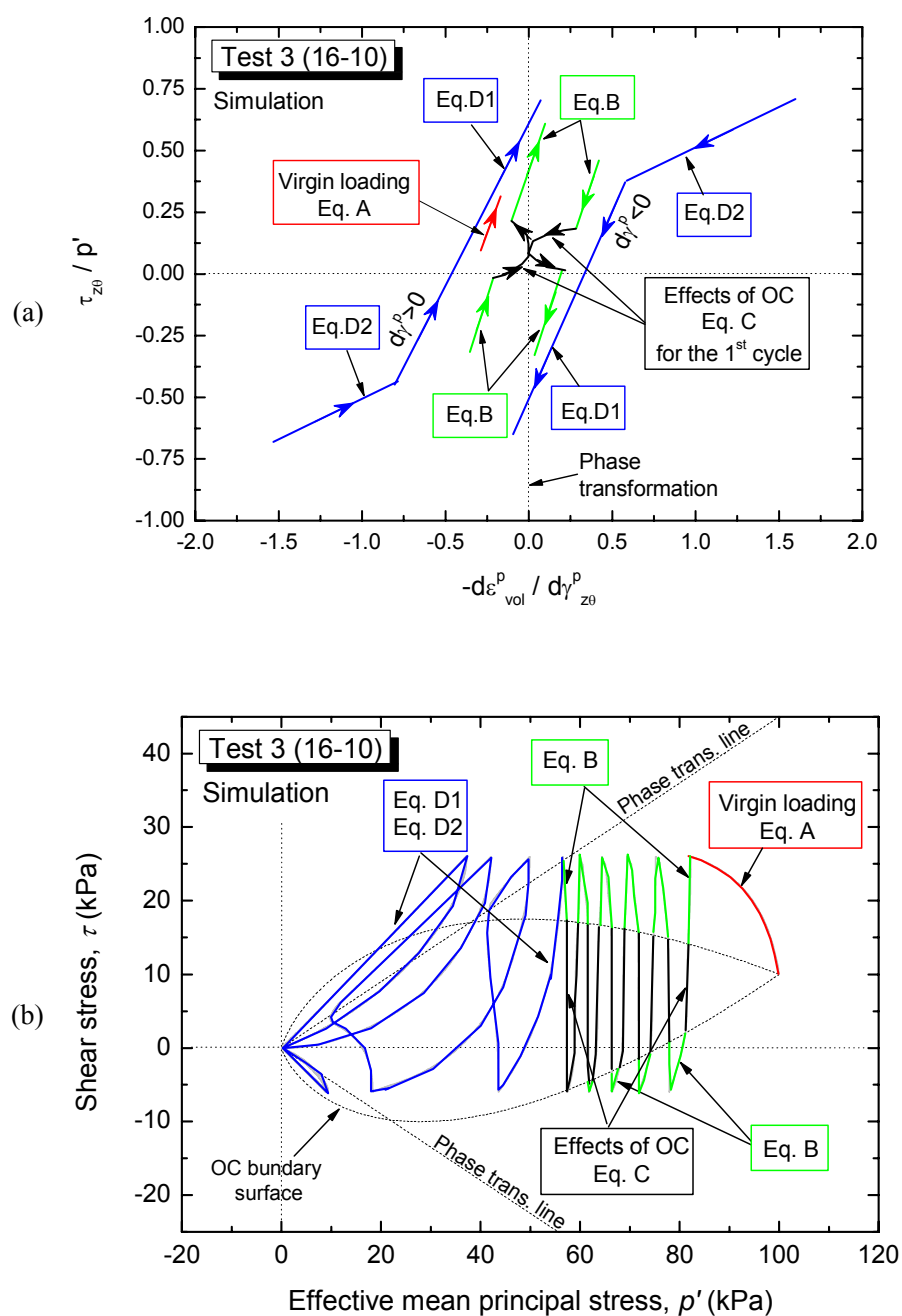 (a)
τzθ / p'
1.00
0.75
0.50
0.25
0.00
-0.25
-0.50
-0.75
-1.00
Test 3 (16-10)
Simulation
Eq.D1
Eq.B
Virgin loading
Eq. A
dγᵖ<0
Eq.D2
dγᵖ>0
Eq.D2
Effects of OC
Eq. C
for the 1ˢᵗ cycle
Eq.B
Eq.D1
Phase
transformation
-2.0 -1.5 -1.0 -0.5 0.0 0.5 1.0 1.5 2.0
-dεᵖvol / dγᵖzθ
(b)
Shear stress, τ (kPa)
40
30
20
10
0
-10
-20
Test 3 (16-10)
Simulation
Eq. D1
Eq. D2
Eq. B
Phase trans. line
Virgin loading
Eq. A
OC bundary
surface
Phase trans. line
Effects of OC
Eq. C
Eq. B
-20 0 20 40 60 80 100 120
Effective mean principal stress, p' (kPa)